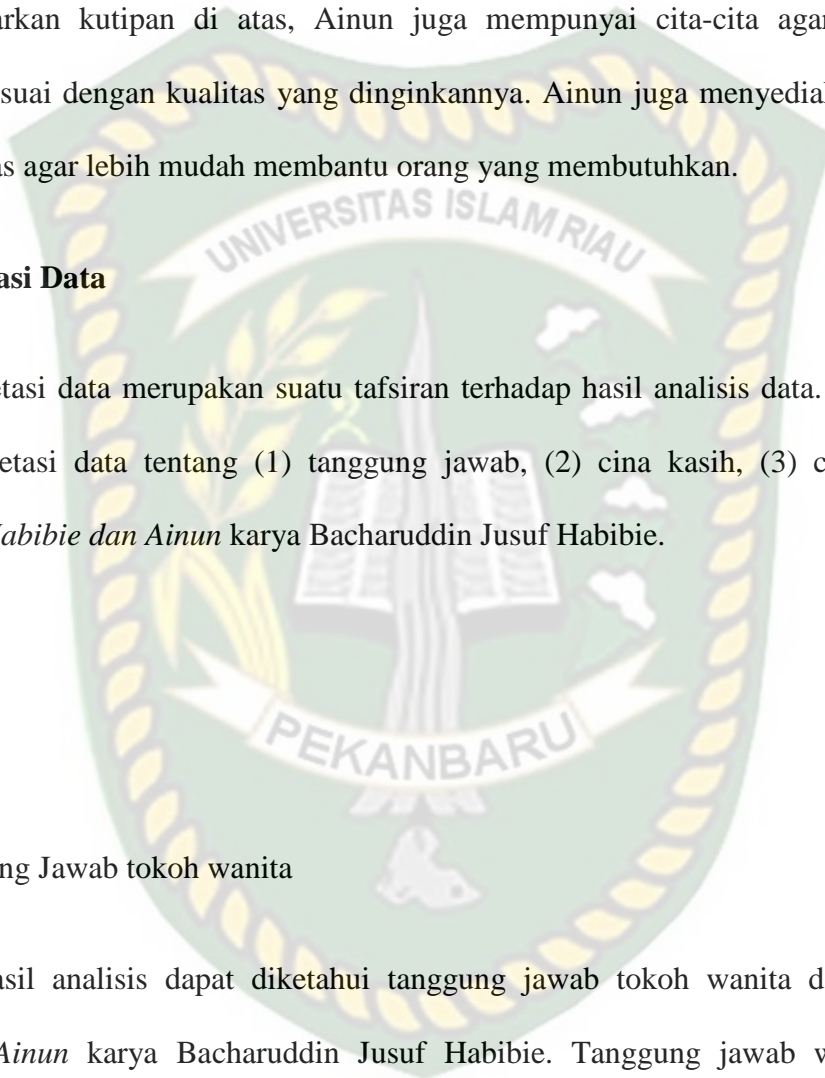 arkan kutipan di atas, Ainun juga mempunyai cita-cita agar
suai dengan kualitas yang dinginkannya. Ainun juga menyedial
as agar lebih mudah membantu orang yang membutuhkan.
UNIVERSITAS ISLAM RIAU
asi Data
etasi data merupakan suatu tafsiran terhadap hasil analisis data.
etasi data tentang (1) tanggung jawab, (2) cina kasih, (3) c
Habibie dan Ainun karya Bacharuddin Jusuf Habibie.
PEKANBARU
ng Jawab tokoh wanita
asil analisis dapat diketahui tanggung jawab tokoh wanita d
Ainun karya Bacharuddin Jusuf Habibie. Tanggung jawab w